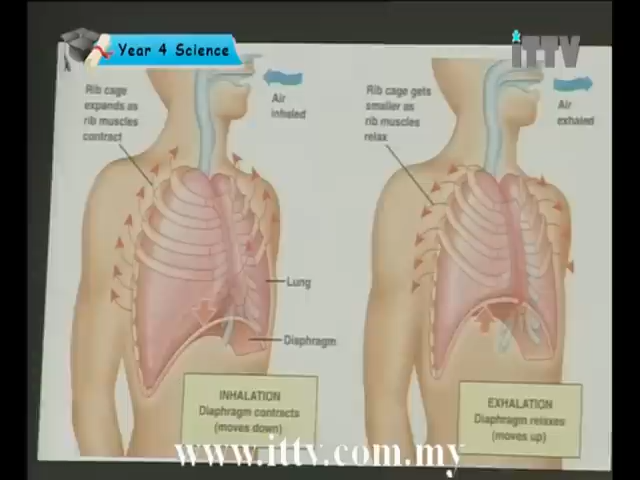 Year 4 Science
iTTV
Rib cage
expands as
rib muscles
contract
Air
inhaled
Lung
Diaphragm
INHALATION
Diaphragm contracts
(moves down)
Rib cage gets
smaller as
rib muscles
relax
Air
exhaled
EXHALATION
Diaphragm relaxes
(moves up)
www.ittv.com.my